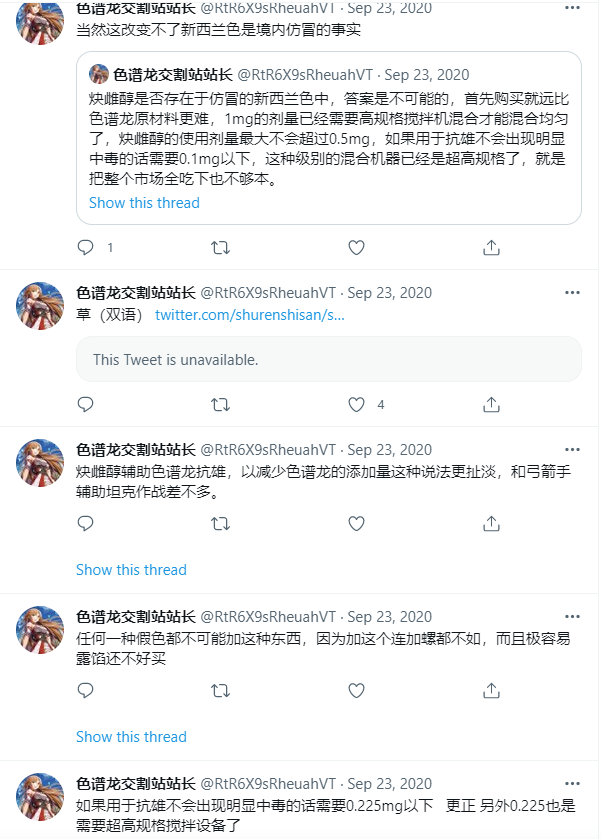 色谱龙交割站站长 @RtR6X9sRheuahVT · Sep 23, 2020
当然这改变不了新西兰色是境内仿冒的事实
色谱龙交割站站长 @RtR6X9sRheuahVT · Sep 23, 2020
炔雌醇是否存在于仿冒的新西兰色中，答案是不可能的，首先购买就远比
色谱龙原材料更难，1mg的剂量已经需要高规格搅拌机混合才能混合均匀
了，炔雌醇的使用剂量最大不会超过0.5mg，如果用于抗雄不会出现明显
中毒的话需要0.1mg以下，这种级别的混合机器已经是超高规格了，就是
把整个市场全吃下也不够本。
Show this thread
1
色谱龙交割站站长 @RtR6X9sRheuahVT · Sep 23, 2020
草（双语） twitter.com/shurenshisan/s...
This Tweet is unavailable.
4
色谱龙交割站站长 @RtR6X9sRheuahVT · Sep 23, 2020
炔雌醇辅助色谱龙抗雄，以减少色谱龙的添加量这种说法更扯淡，和弓箭手
辅助坦克作战差不多。
Show this thread
色谱龙交割站站长 @RtR6X9sRheuahVT · Sep 23, 2020
任何一种假色都不可能加这种东西，因为加这个连加螺都不如，而且极容易
露馅还不好买
Show this thread
色谱龙交割站站长 @RtR6X9sRheuahVT · Sep 23, 2020
如果用于抗雄不会出现明显中毒的话需要0.225mg以下 更正 另外0.225也是
需要超高规格搅拌设备了